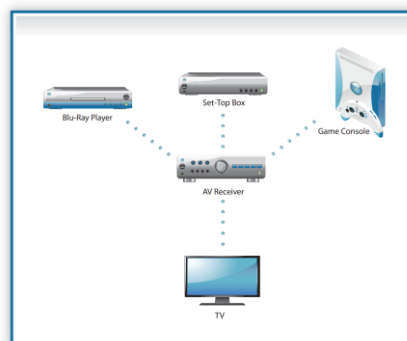 Set-Top Box
Blu-Ray Player
Game Console
AV Receiver
TV